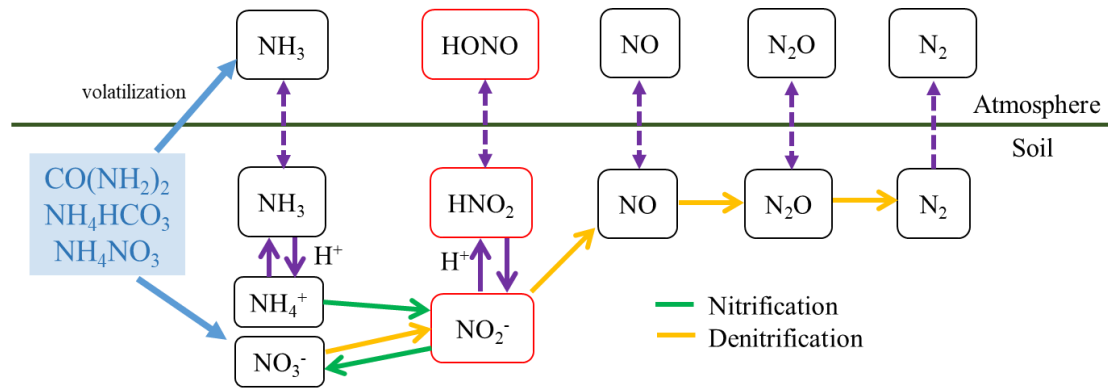 NH₃
HONO
NO
N₂O
N₂
volatilization
Atmosphere
Soil
CO(NH₂)₂
NH₄HCO₃
NH₄NO₃
NH₃
HNO₂
NO
N₂O
N₂
H⁺
H⁺
NH₄⁺
NO₂⁻
NO₃⁻
Nitrification
Denitrification